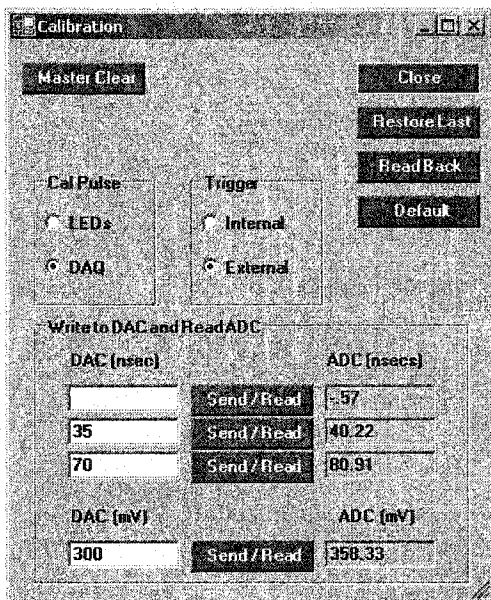 Calibration
Master Clear
Close
Restore Last
Read Back
Default
Cal Pulse
LEDs
DAQ
Trigger
Internal
External
Write to DAC and Read ADC
DAC (nsec)
ADC (nsecs)
Send / Read
-.57
35
Send / Read
40.22
70
Send / Read
80.91
DAC (mV)
ADC (mV)
300
Send / Read
358.33